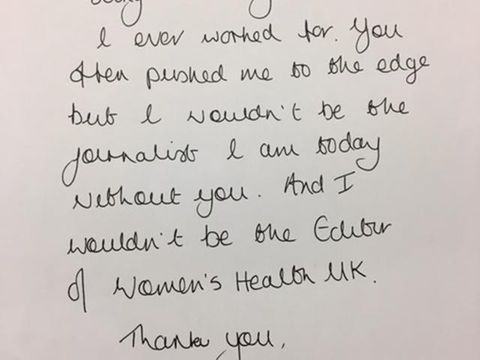 being
I ever worked for. You
often pushed me to the edge
but I wouldn't be the
journalist I am today
without you. And I
wouldn't be the Editor
of Women's Health UK.
Thank you,